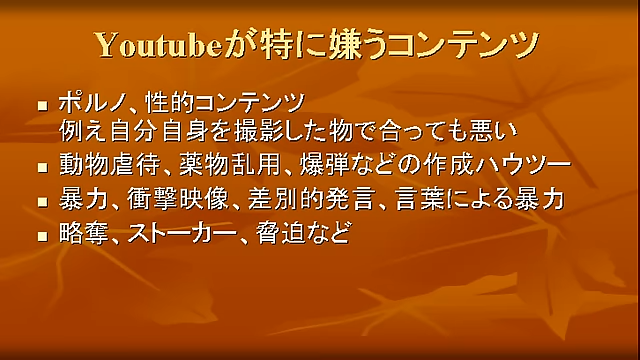 Youtubeが特に嫌うコンテンツ
ポルノ、性的コンテンツ
例え自分自身を撮影した物で合っても悪い
動物虐待、薬物乱用、爆弾などの作成ハウツー
暴力、衝撃映像、差別的発言、言葉による暴力
略奪、ストーカー、脅迫など